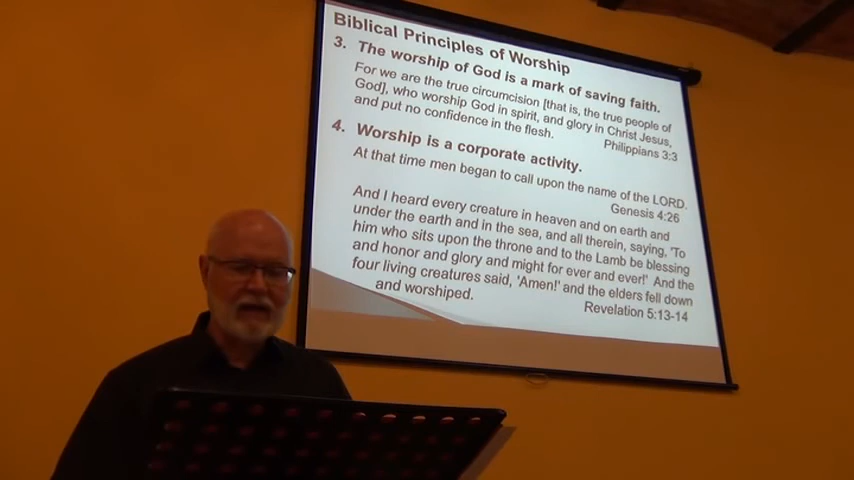 Biblical Principles of Worship
3. The worship of God is a mark of saving faith.
For we are the true circumcision [that is, the true people of
God], who worship God in spirit, and glory in Christ Jesus,
and put no confidence in the flesh.
Philippians 3:3
4. Worship is a corporate activity.
At that time men began to call upon the name of the LORD.
Genesis 4:26
And I heard every creature in heaven and on earth and
under the earth and in the sea, and all therein, saying, 'To
him who sits upon the throne and to the Lamb be blessing
and honor and glory and might for ever and ever!' And the
four living creatures said, 'Amen!' and the elders fell down
and worshiped.
Revelation 5:13-14